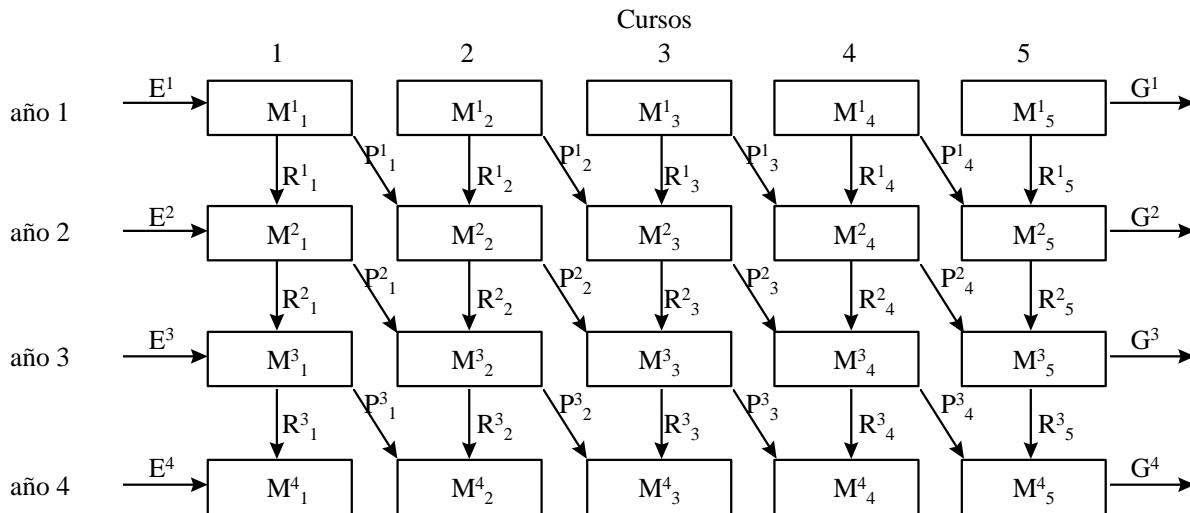 Cursos
1 2 3 4 5
año 1 E¹ M¹₁ M¹₂ M¹₃ M¹₄ M¹₅ G¹
R¹₁ P¹₁ R¹₂ P¹₂ R¹₃ P¹₃ R¹₄ P¹₄ R¹₅
año 2 E² M²₁ M²₂ M²₃ M²₄ M²₅ G²
R²₁ P²₁ R²₂ P²₂ R²₃ P²₃ R²₄ P²₄ R²₅
año 3 E³ M³₁ M³₂ M³₃ M³₄ M³₅ G³
R³₁ P³₁ R³₂ P³₂ R³₃ P³₃ R³₄ P³₄ R³₅
año 4 E⁴ M⁴₁ M⁴₂ M⁴₃ M⁴₄ M⁴₅ G⁴